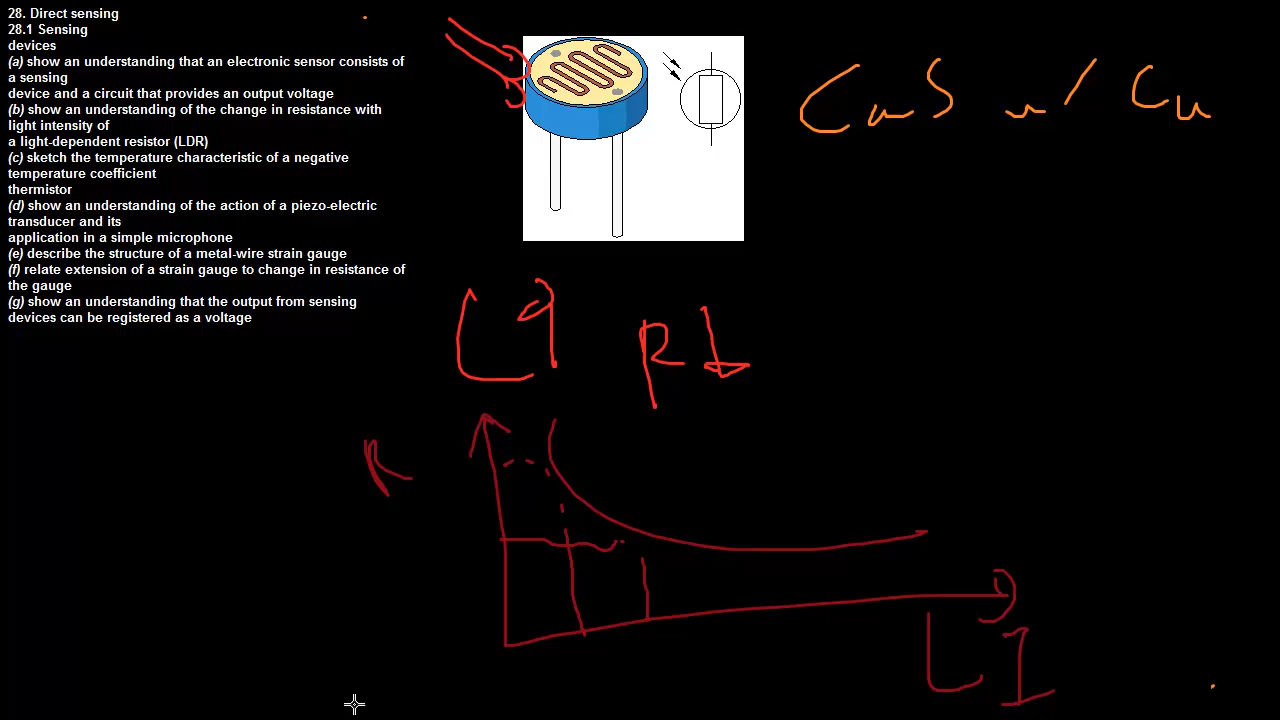 28. Direct sensing
28.1 Sensing
devices
(a) show an understanding that an electronic sensor consists of
a sensing
device and a circuit that provides an output voltage
(b) show an understanding of the change in resistance with
light intensity of
a light-dependent resistor (LDR)
(c) sketch the temperature characteristic of a negative
temperature coefficient
thermistor
(d) show an understanding of the action of a piezo-electric
transducer and its
application in a simple microphone
(e) describe the structure of a metal-wire strain gauge
(f) relate extension of a strain gauge to change in resistance of
the gauge
(g) show an understanding that the output from sensing
devices can be registered as a voltage
L↑ R↓
R
L I